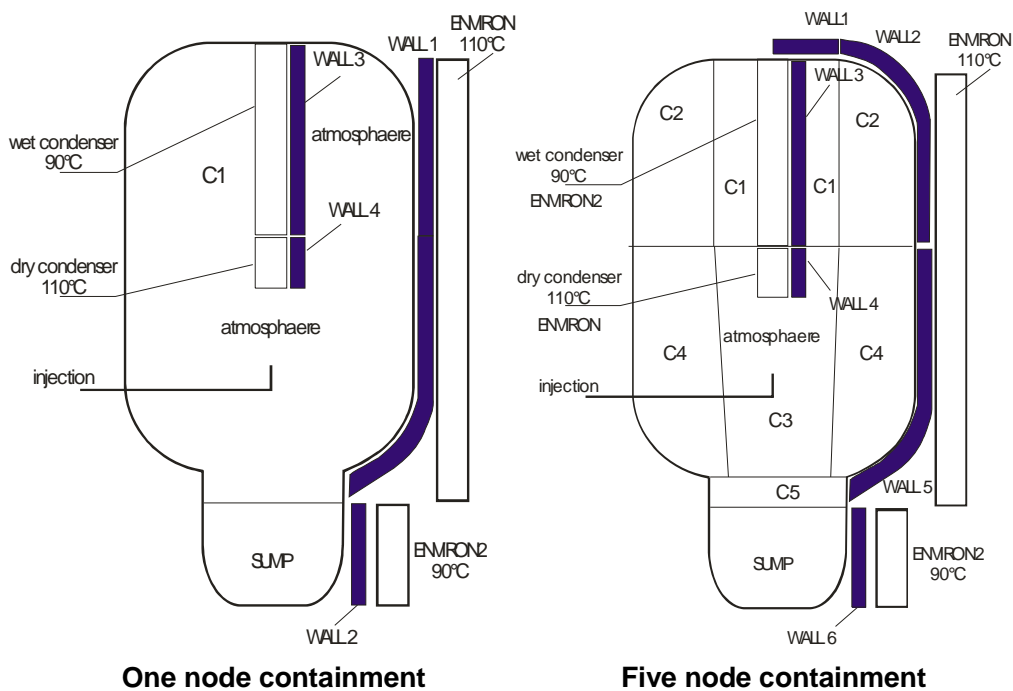 ENVIRON
110°C
WALL 1
WALL 3
atmosphaere
wet condenser
90°C
C1
WALL 4
dry condenser
110°C
atmosphaere
injection
SUMP
ENVIRON2
90°C
WALL 2
One node containment
WALL1
WALL2
ENVIRON
110°C
WALL 3
C2
C2
wet condenser
90°C
ENVIRON2
C1
C1
dry condenser
110°C
ENVIRON
WALL 4
atmosphaere
C4
C4
injection
C3
WALL 5
C5
SUMP
ENVIRON2
90°C
WALL 6
Five node containment